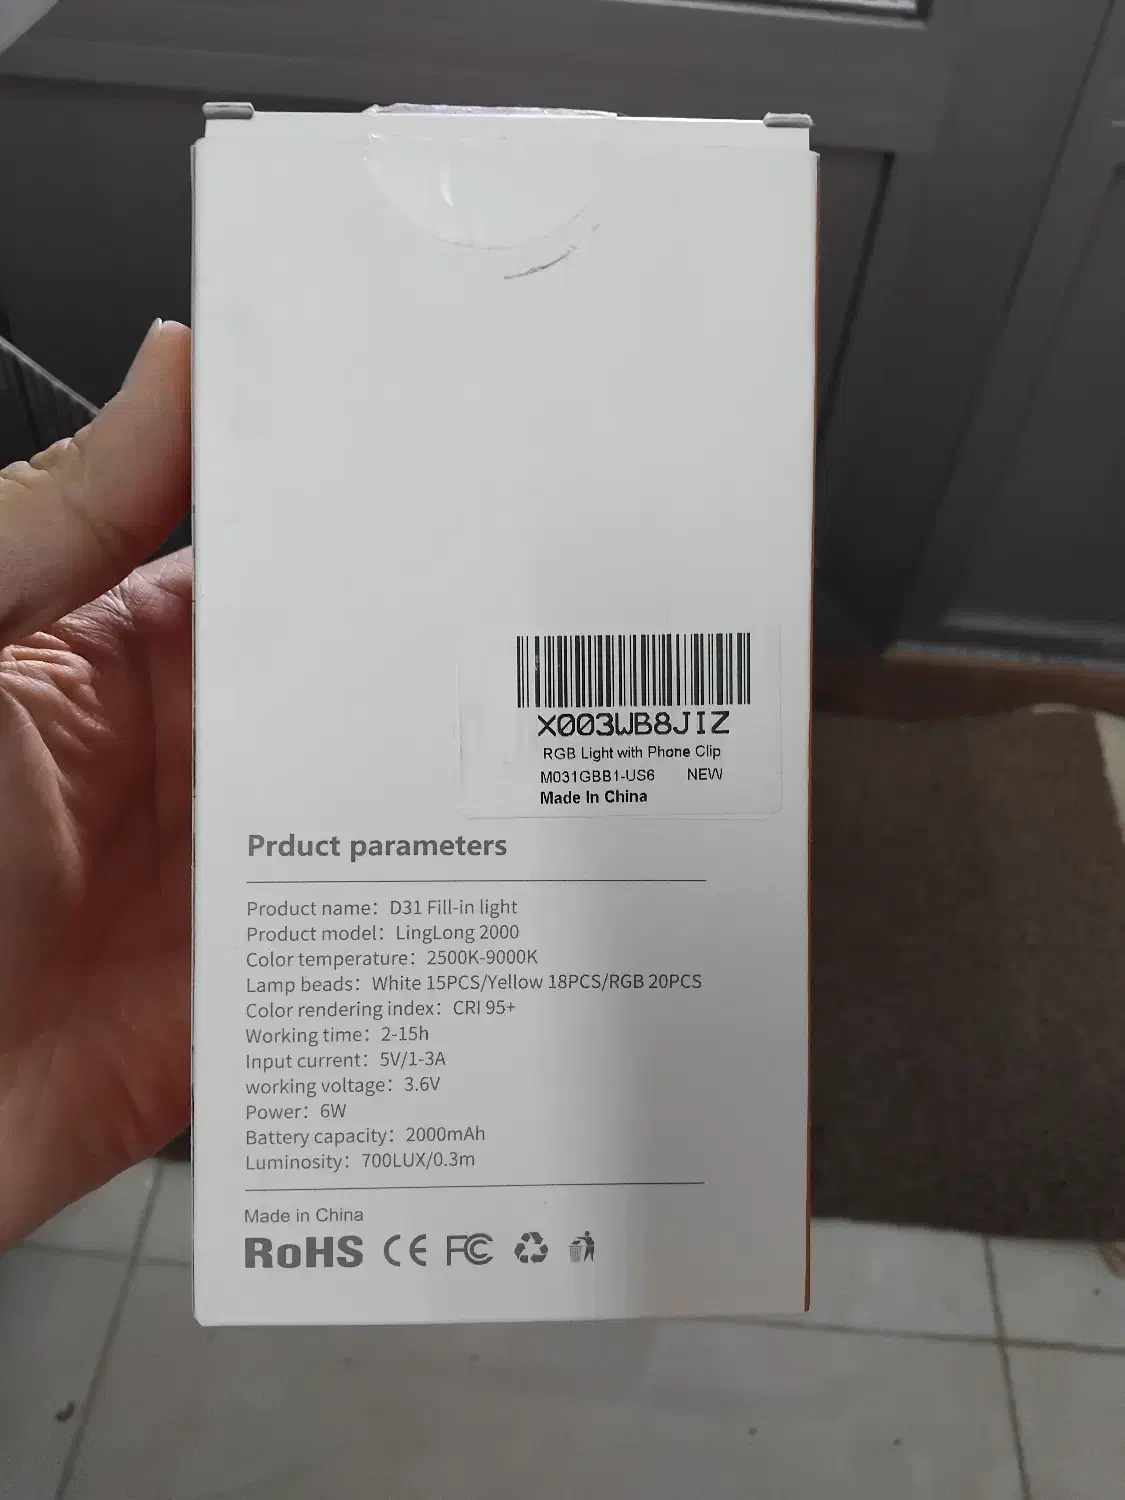 X003WB8JIZ
RGB Light with Phone Clip
M031GBB1-US6 NEW
Made In China
Prduct parameters
Product name： D31 Fill-in light
Product model： LingLong 2000
Color temperature： 2500K-9000K
Lamp beads： White 15PCS/Yellow 18PCS/RGB 20PCS
Color rendering index： CRI 95+
Working time： 2-15h
Input current： 5V/1-3A
working voltage： 3.6V
Power： 6W
Battery capacity： 2000mAh
Luminosity： 700LUX/0.3m
Made in China
RoHS CE FC